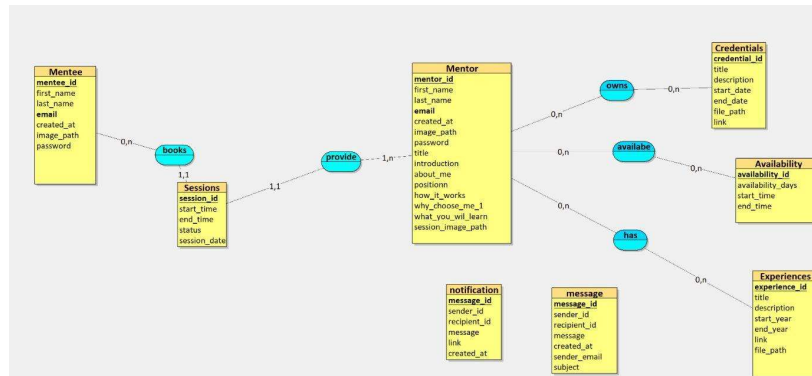 Mentee
mentee_id
first_name
last_name
email
created_at
image_path
password
0,n
books
1,1
Sessions
session_id
start_time
end_time
status
session_date
1,1
provide
1,n
Mentor
mentor_id
first_name
last_name
email
created_at
image_path
password
title
introduction
about_me
positionn
how_it_works
why_choose_me_1
what_you_wil_learn
session_image_path
0,n
owns
0,n
Credentials
credential_id
title
description
start_date
end_date
file_path
link
0,n
availabe
0,n
Availability
availability_id
availability_days
start_time
end_time
0,n
has
0,n
Experiences
experience_id
title
description
start_year
end_year
link
file_path
notification
message_id
sender_id
recipient_id
message
link
created_at
message
message_id
sender_id
recipient_id
message
created_at
sender_email
subject